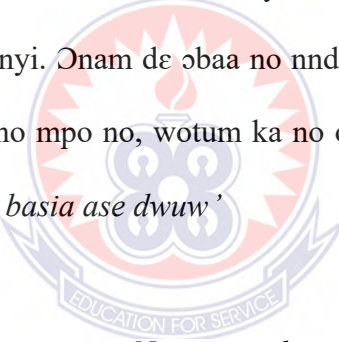 nyi. Ɔnam dɛ ɔbaa no nnd
no mpo no, wotum ka no
basia ase dwuw’
EDUCATION FOR SERVICE